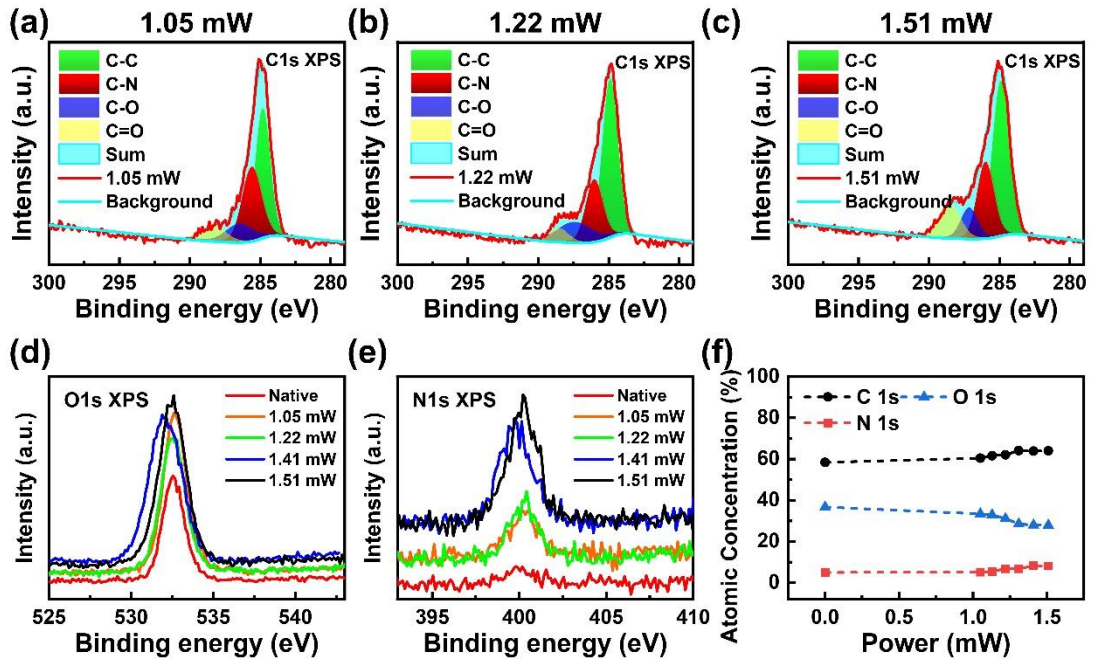 (a) 1.05 mW
Intensity (a.u.)
C-C
C-N
C-O
C=O
Sum
1.05 mW
Background
C1s XPS
300 295 290 285 280
Binding energy (eV)
(b) 1.22 mW
Intensity (a.u.)
C-C
C-N
C-O
C=O
Sum
1.22 mW
Background
C1s XPS
300 295 290 285 280
Binding energy (eV)
(c) 1.51 mW
Intensity (a.u.)
C-C
C-N
C-O
C=O
Sum
1.51 mW
Background
C1s XPS
300 295 290 285 280
Binding energy (eV)
(d)
Intensity (a.u.)
O1s XPS
Native
1.05 mW
1.22 mW
1.41 mW
1.51 mW
525 530 535 540
Binding energy (eV)
(e)
Intensity (a.u.)
N1s XPS
Native
1.05 mW
1.22 mW
1.41 mW
1.51 mW
395 400 405 410
Binding energy (eV)
(f)
Atomic Concentration (%)
100
80
60
40
20
0
C 1s
O 1s
N 1s
0.0 0.5 1.0 1.5
Power (mW)